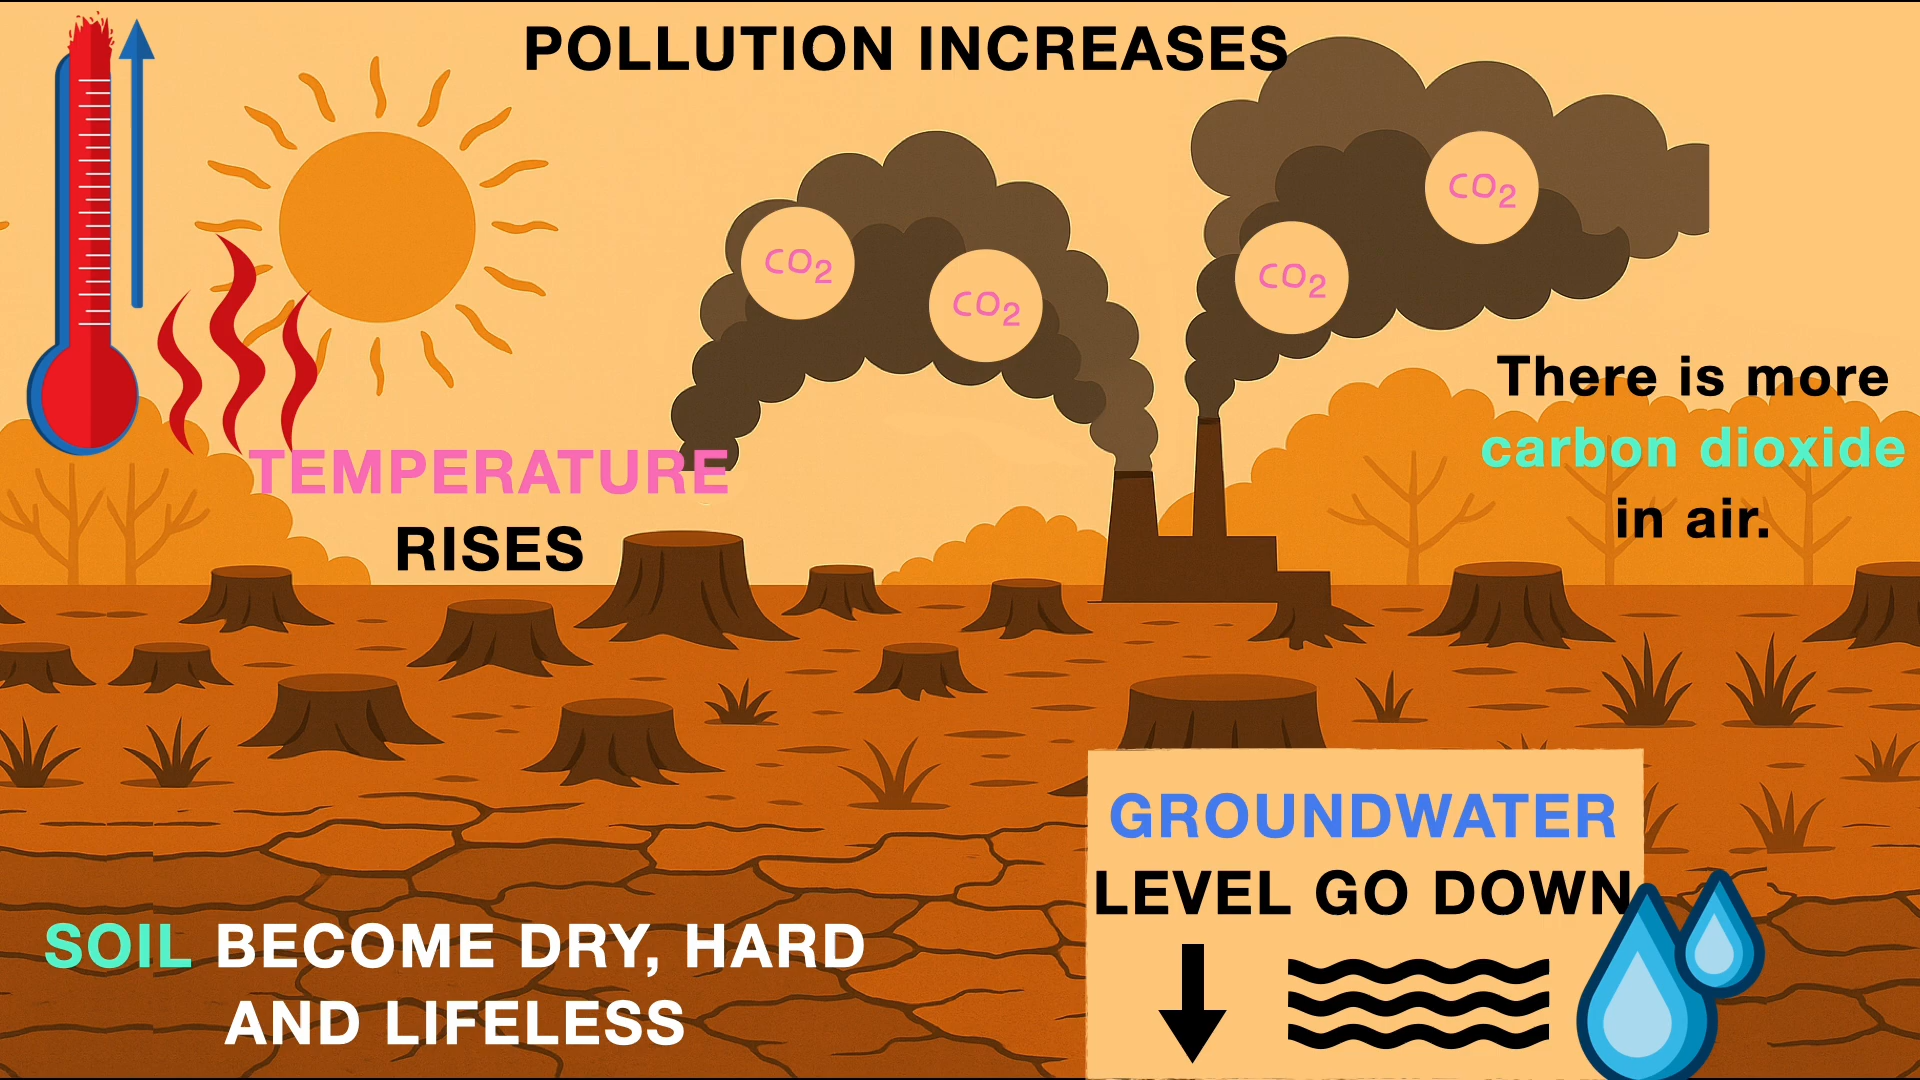 POLLUTION INCREASES
CO2
CO2
CO2
CO2
There is more
carbon dioxide
in air.
TEMPERATURE
RISES
GROUNDWATER
LEVEL GO DOWN
SOIL BECOME DRY, HARD
AND LIFELESS